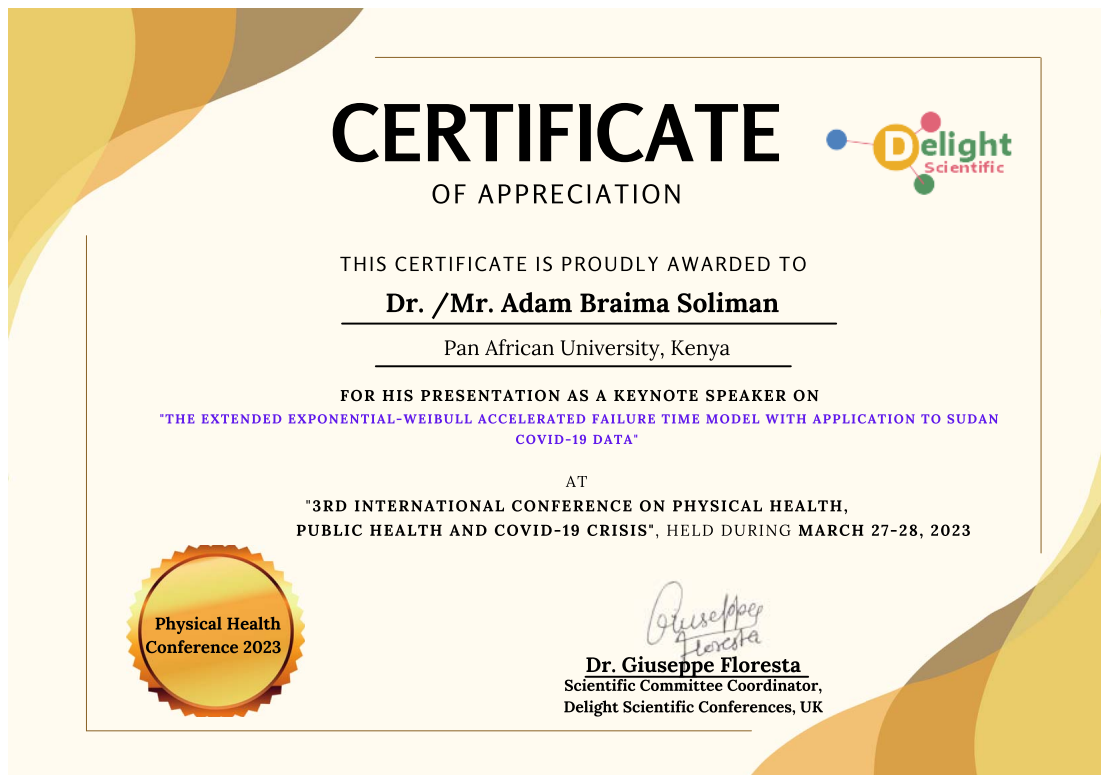 CERTIFICATE
OF APPRECIATION
Delight
Scientific
THIS CERTIFICATE IS PROUDLY AWARDED TO
Dr. /Mr. Adam Braima Soliman
Pan African University, Kenya
FOR HIS PRESENTATION AS A KEYNOTE SPEAKER ON
"THE EXTENDED EXPONENTIAL-WEIBULL ACCELERATED FAILURE TIME MODEL WITH APPLICATION TO SUDAN
COVID-19 DATA"
AT
"3RD INTERNATIONAL CONFERENCE ON PHYSICAL HEALTH,
PUBLIC HEALTH AND COVID-19 CRISIS", HELD DURING MARCH 27-28, 2023
Physical Health
Conference 2023
Giuseppe
Floresta
Dr. Giuseppe Floresta
Scientific Committee Coordinator,
Delight Scientific Conferences, UK